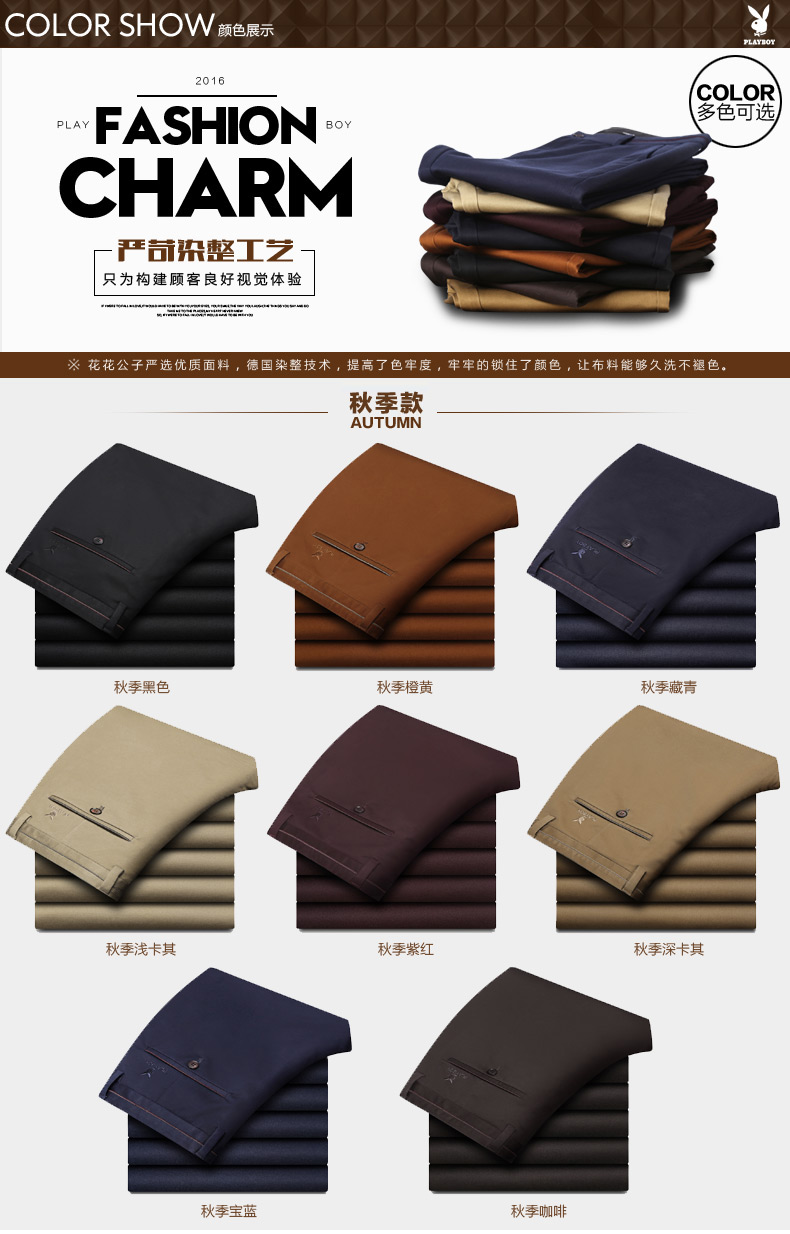 COLOR SHOW 颜色展示
PLAYBOY
2016
PLAY FASHION BOY
CHARM
COLOR
多色可选
严苛染整工艺
只为构建顾客良好视觉体验
※ 花花公子严选优质面料，德国染整技术，提高了色牢度，牢牢的锁住了颜色，让布料能够久洗不褪色。
秋季款
AUTUMN
秋季黑色
秋季橙黄
秋季藏青
秋季浅卡其
秋季紫红
秋季深卡其
秋季宝蓝
秋季咖啡